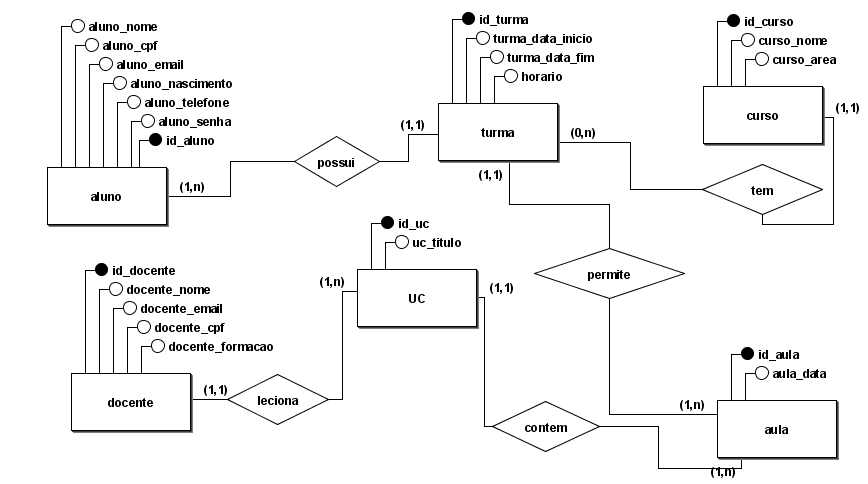 aluno_nome
aluno_cpf
aluno_email
aluno_nascimento
aluno_telefone
aluno_senha
id_aluno
aluno
(1,n)
possui
(1,1)
id_turma
turma_data_inicio
turma_data_fim
horario
turma
(0,n)
(1,1)
id_curso
curso_nome
curso_area
curso
(1,1)
tem
permite
id_docente
docente_nome
docente_email
docente_cpf
docente_formacao
docente
(1,1)
leciona
(1,n)
id_uc
uc_titulo
UC
(1,1)
contem
(1,n)
id_aula
aula_data
aula
(1,n)